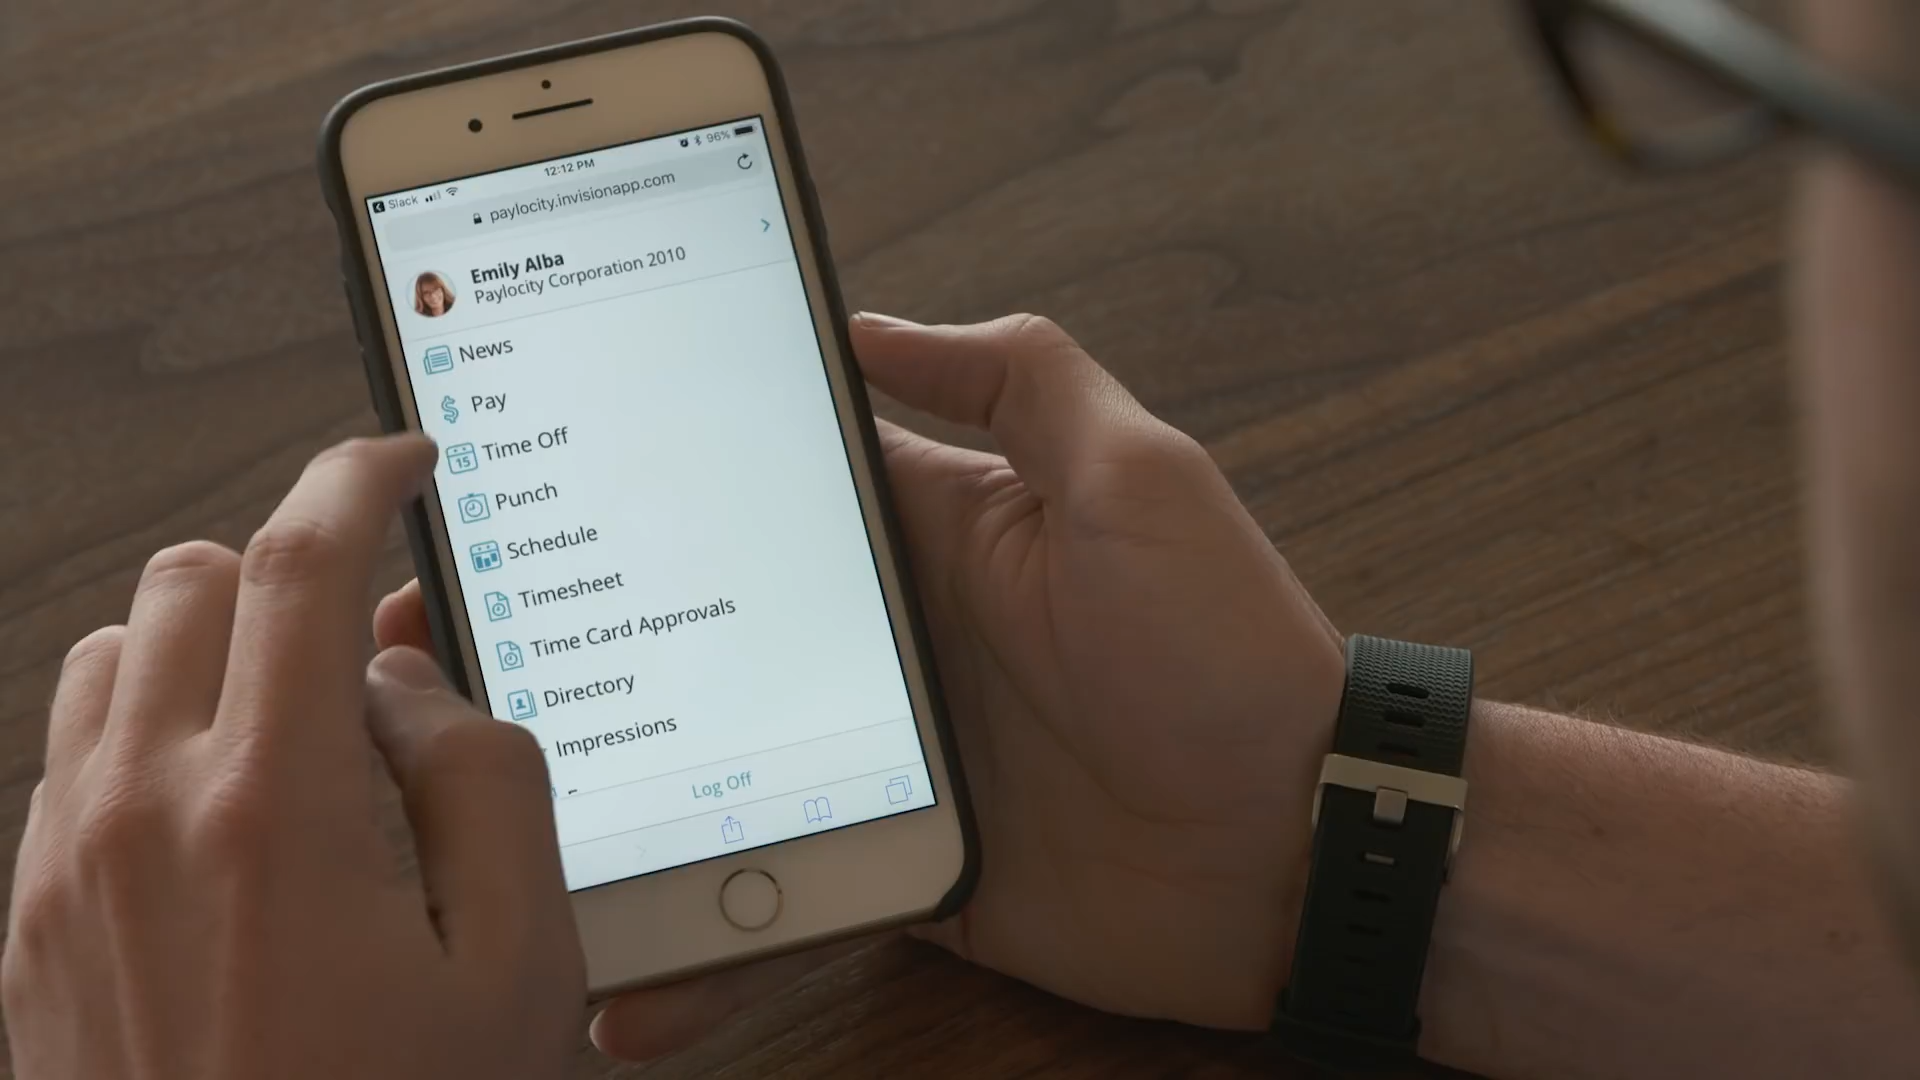 Slack 12:12 PM 96%
paylocity.invisionapp.com
Emily Alba
Paylocity Corporation 2010
News
Pay
15 Time Off
Punch
Schedule
Timesheet
Time Card Approvals
Directory
Impressions
Log Off